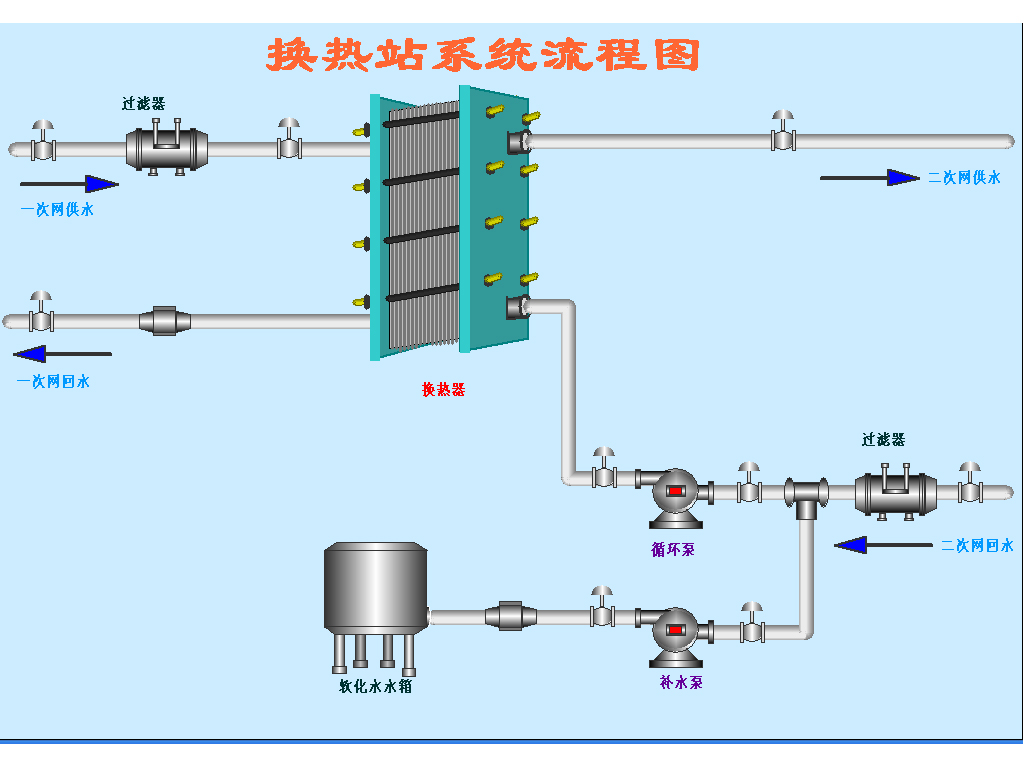 换热站系统流程图
过滤器
一次网供水
二次网供水
一次网回水
换热器
过滤器
循环泵
二次网回水
软化水水箱
补水泵